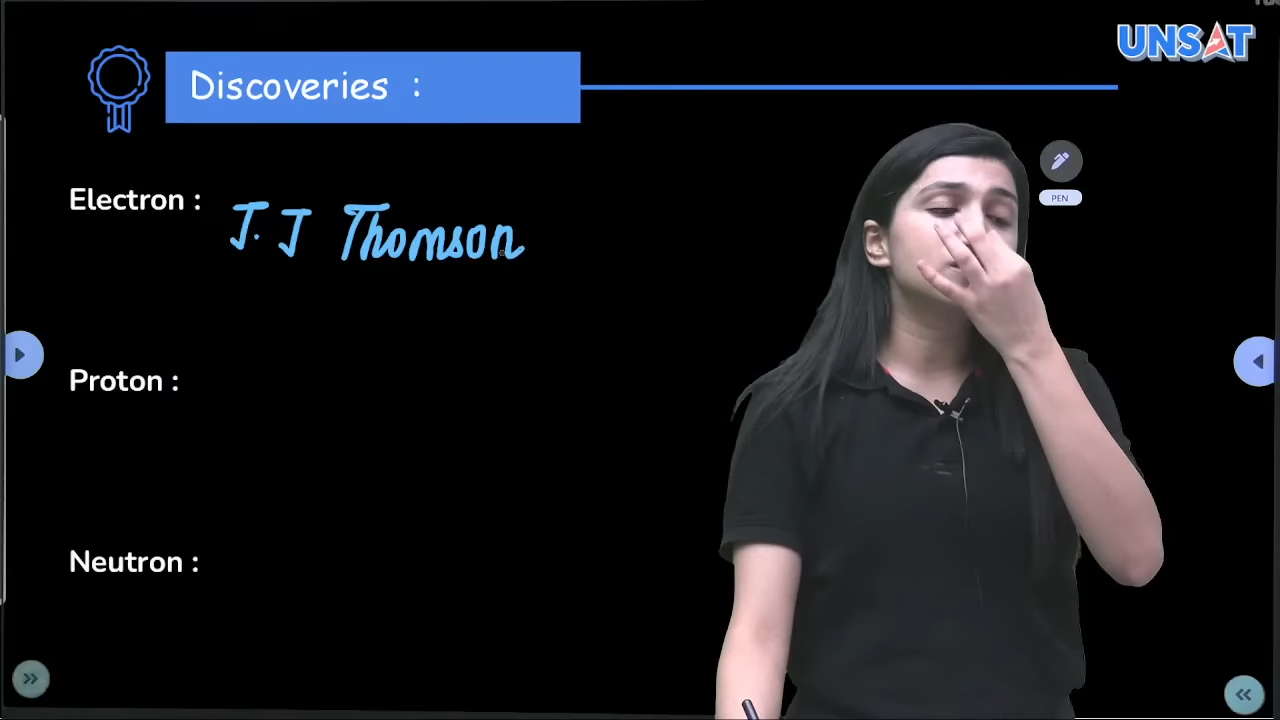 UNSAT
Discoveries :
PEN
Electron :
J.J Thomson
Proton :
Neutron :